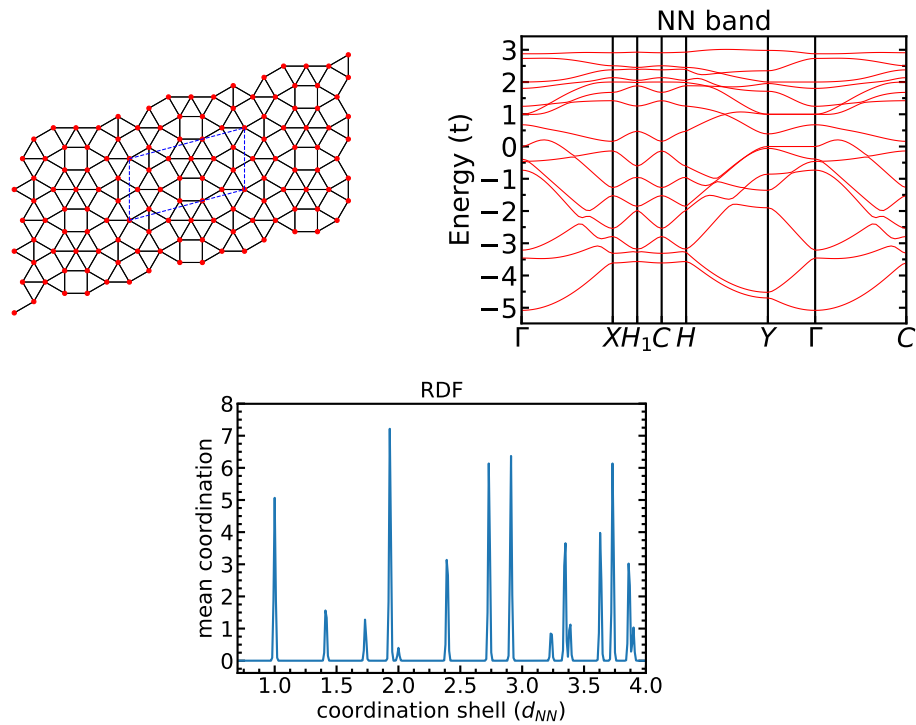 NN band
Energy (t)
3
2
1
0
−1
−2
−3
−4
−5
Γ X H₁ C H Y Γ C
RDF
mean coordination
8
7
6
5
4
3
2
1
0
1.0 1.5 2.0 2.5 3.0 3.5 4.0
coordination shell (d_NN)